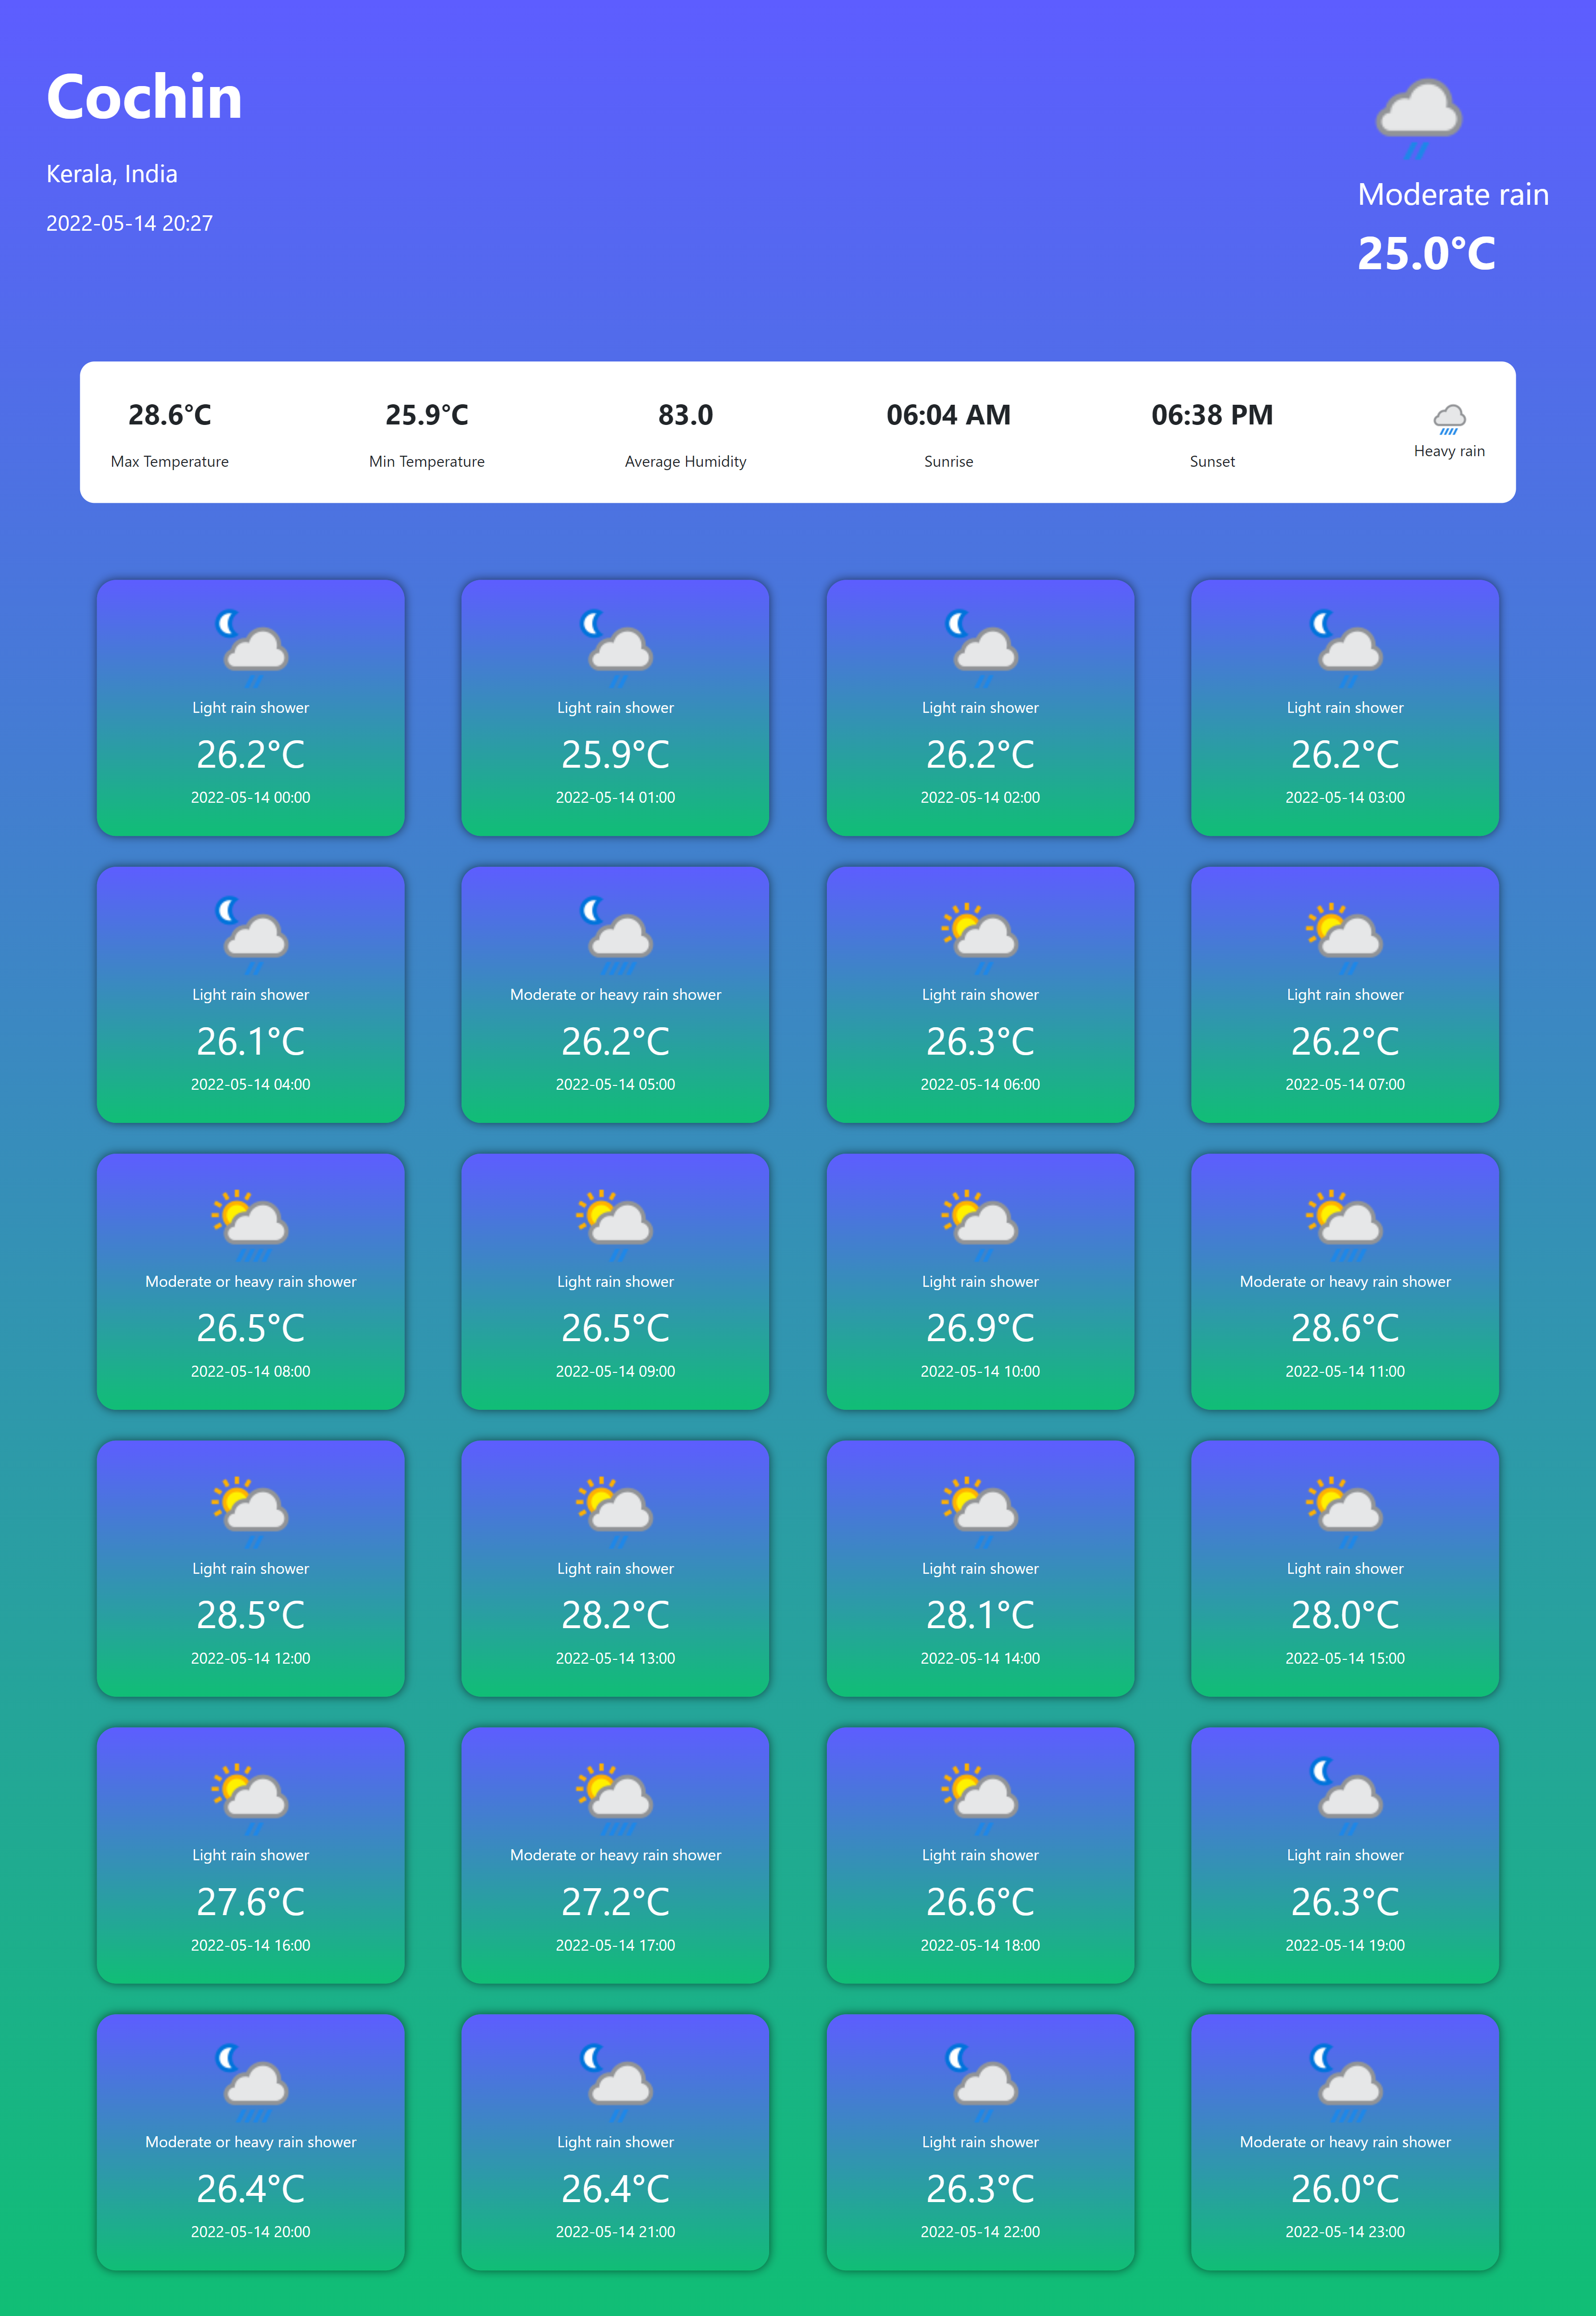 Cochin
Kerala, India
2022-05-14 20:27
Moderate rain
25.0°C
28.6°C
Max Temperature
25.9°C
Min Temperature
83.0
Average Humidity
06:04 AM
Sunrise
06:38 PM
Sunset
Heavy rain
Light rain shower
26.2°C
2022-05-14 00:00
Light rain shower
25.9°C
2022-05-14 01:00
Light rain shower
26.2°C
2022-05-14 02:00
Light rain shower
26.2°C
2022-05-14 03:00
Light rain shower
26.1°C
2022-05-14 04:00
Moderate or heavy rain shower
26.2°C
2022-05-14 05:00
Light rain shower
26.3°C
2022-05-14 06:00
Light rain shower
26.2°C
2022-05-14 07:00
Moderate or heavy rain shower
26.5°C
2022-05-14 08:00
Light rain shower
26.5°C
2022-05-14 09:00
Light rain shower
26.9°C
2022-05-14 10:00
Moderate or heavy rain shower
28.6°C
2022-05-14 11:00
Light rain shower
28.5°C
2022-05-14 12:00
Light rain shower
28.2°C
2022-05-14 13:00
Light rain shower
28.1°C
2022-05-14 14:00
Light rain shower
28.0°C
2022-05-14 15:00
Light rain shower
27.6°C
2022-05-14 16:00
Moderate or heavy rain shower
27.2°C
2022-05-14 17:00
Light rain shower
26.6°C
2022-05-14 18:00
Light rain shower
26.3°C
2022-05-14 19:00
Moderate or heavy rain shower
26.4°C
2022-05-14 20:00
Light rain shower
26.4°C
2022-05-14 21:00
Light rain shower
26.3°C
2022-05-14 22:00
Moderate or heavy rain shower
26.0°C
2022-05-14 23:00